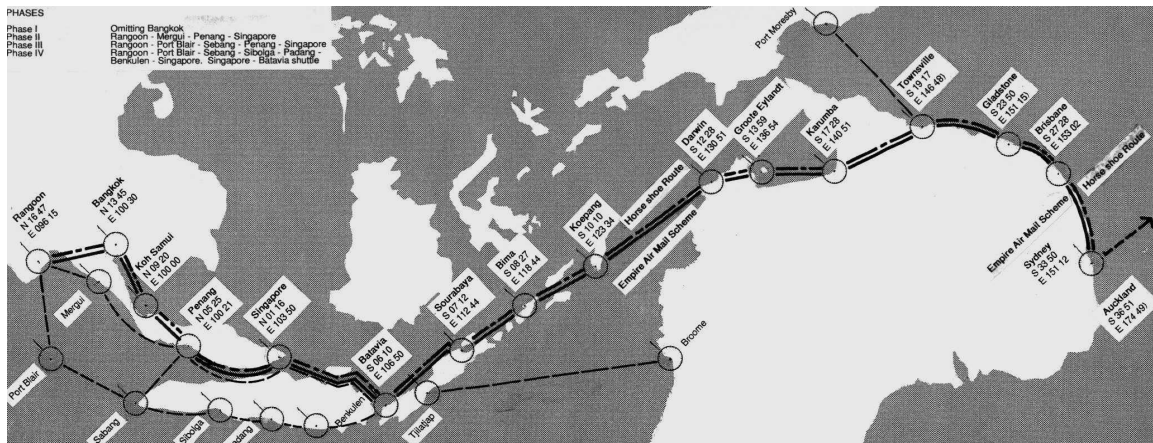 PHASES
Phase I Omitting Bangkok
Phase II Rangoon - Mergui - Penang - Singapore
Phase III Rangoon - Port Blair - Sebang - Penang - Singapore
Phase IV Rangoon - Port Blair - Sebang - Sibolga - Padang -
Benkulen - Singapore. Singapore - Batavia shuttle
Rangoon
N 16 47
E 096 15
Bangkok
N 13 45
E 100 30
Koh Samui
N 09 20
E 100 00
Mergui
Penang
N 05 25
E 100 21
Singapore
N 01 16
E 103 50
Port Blair
Sabang
Sibolga
Padang
Benkulen
Batavia
S 06 10
E 106 50
Tjilatjap
Sourabaya
S 07 12
E 112 44
Bima
S 08 27
E 118 44
Koepang
S 10 10
E 123 34
Horse shoe Route
Empire Air Mail Scheme
Broome
Darwin
S 12 28
E 130 51
Groote Eylandt
S 13 59
E 136 54
Karumba
S 17 28
E 140 51
Port Moresby
Townsville
S 19 17
E 146 48)
Gladstone
S 23 50
E 151 15)
Brisbane
S 27 28
E 153 02
Horse shoe Route
Empire Air Mail Scheme
Sydney
S 33 50
E 151 12
Auckland
S 36 51
E 174 49)